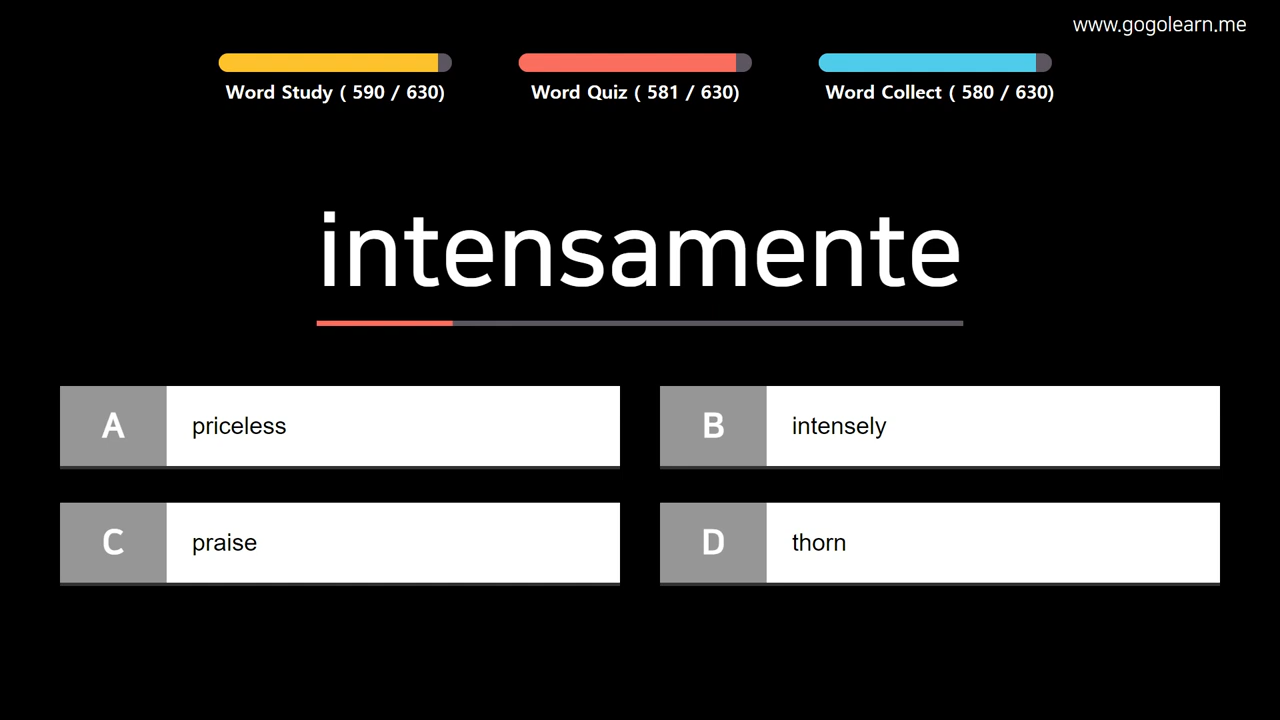 www.gogolearn.me
Word Study ( 590 / 630)
Word Quiz ( 581 / 630)
Word Collect ( 580 / 630)
intensamente
A
priceless
B
intensely
C
praise
D
thorn